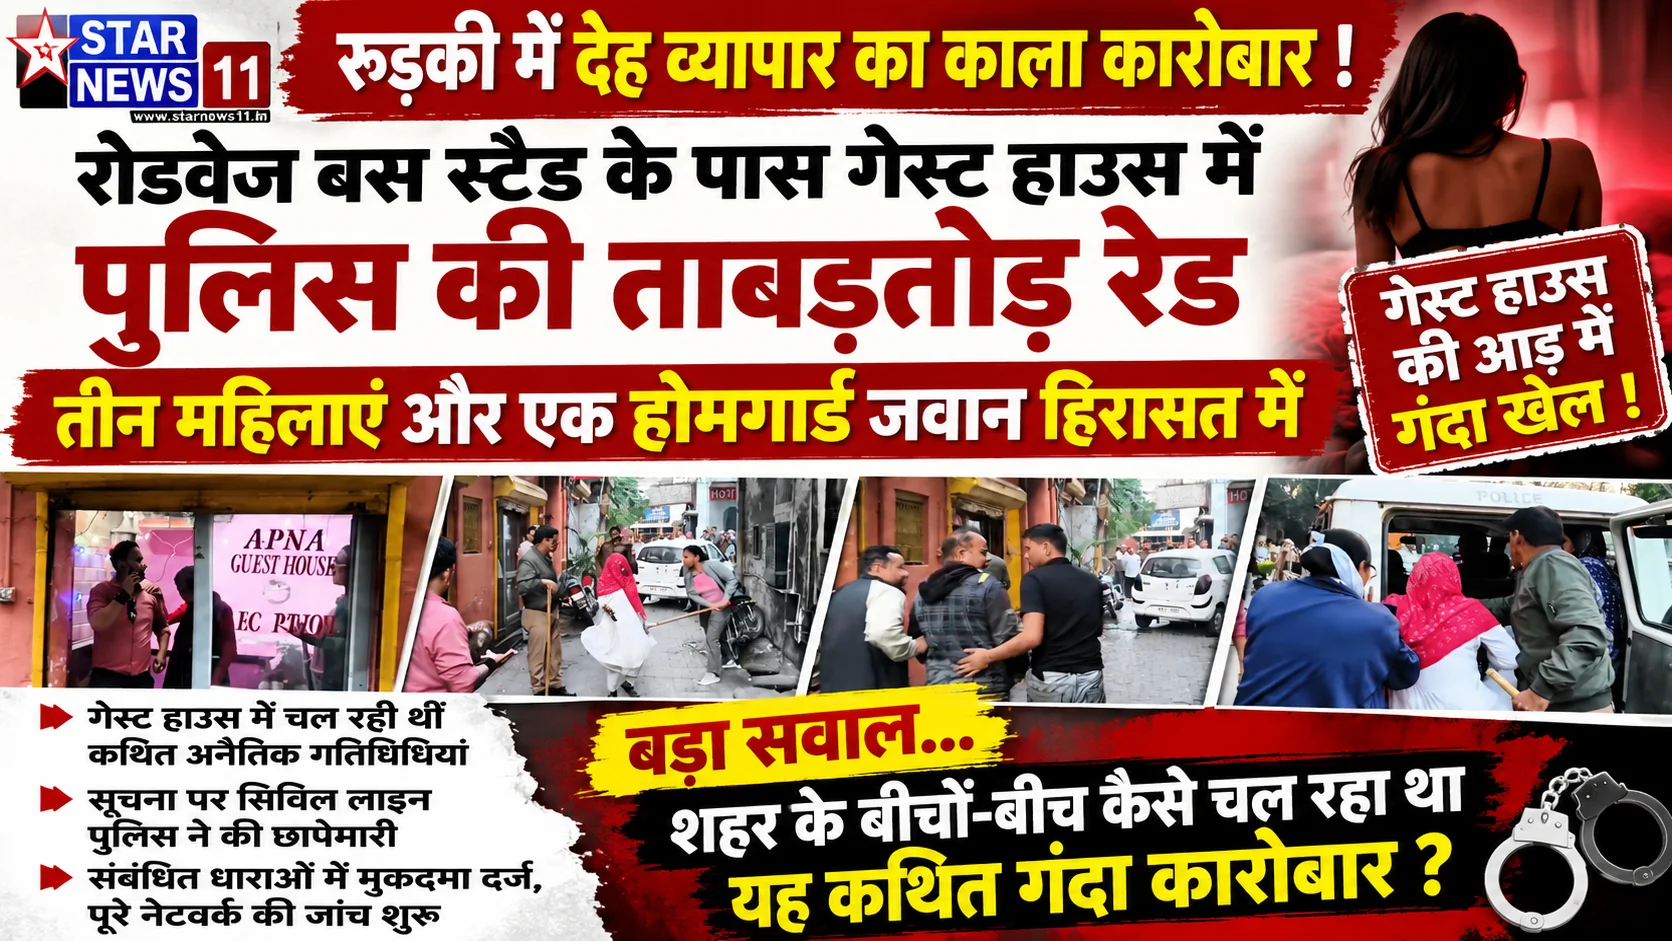 STAR
NEWS 11
www.starnews11.in
रूड़की में देह व्यापार का काला कारोबार !
रोडवेज बस स्टैड के पास गेस्ट हाउस में
पुलिस की ताबड़तोड़ रेड
तीन महिलाएं और एक होमगार्ड जवान हिरासत में
गेस्ट हाउस
की आड़ में
गंदा खेल !
APNA
GUEST HOUSE
HOT
HO
POLICE
गेस्ट हाउस में चल रही थीं
कथित अनैतिक गतिधिधियां
सूचना पर सिविल लाइन
पुलिस ने की छापेमारी
संबंधित धाराओं में मुकदमा दर्ज,
पूरे नेटवर्क की जांच शुरू
बड़ा सवाल...
शहर के बीचों-बीच कैसे चल रहा था
यह कथित गंदा कारोबार ?